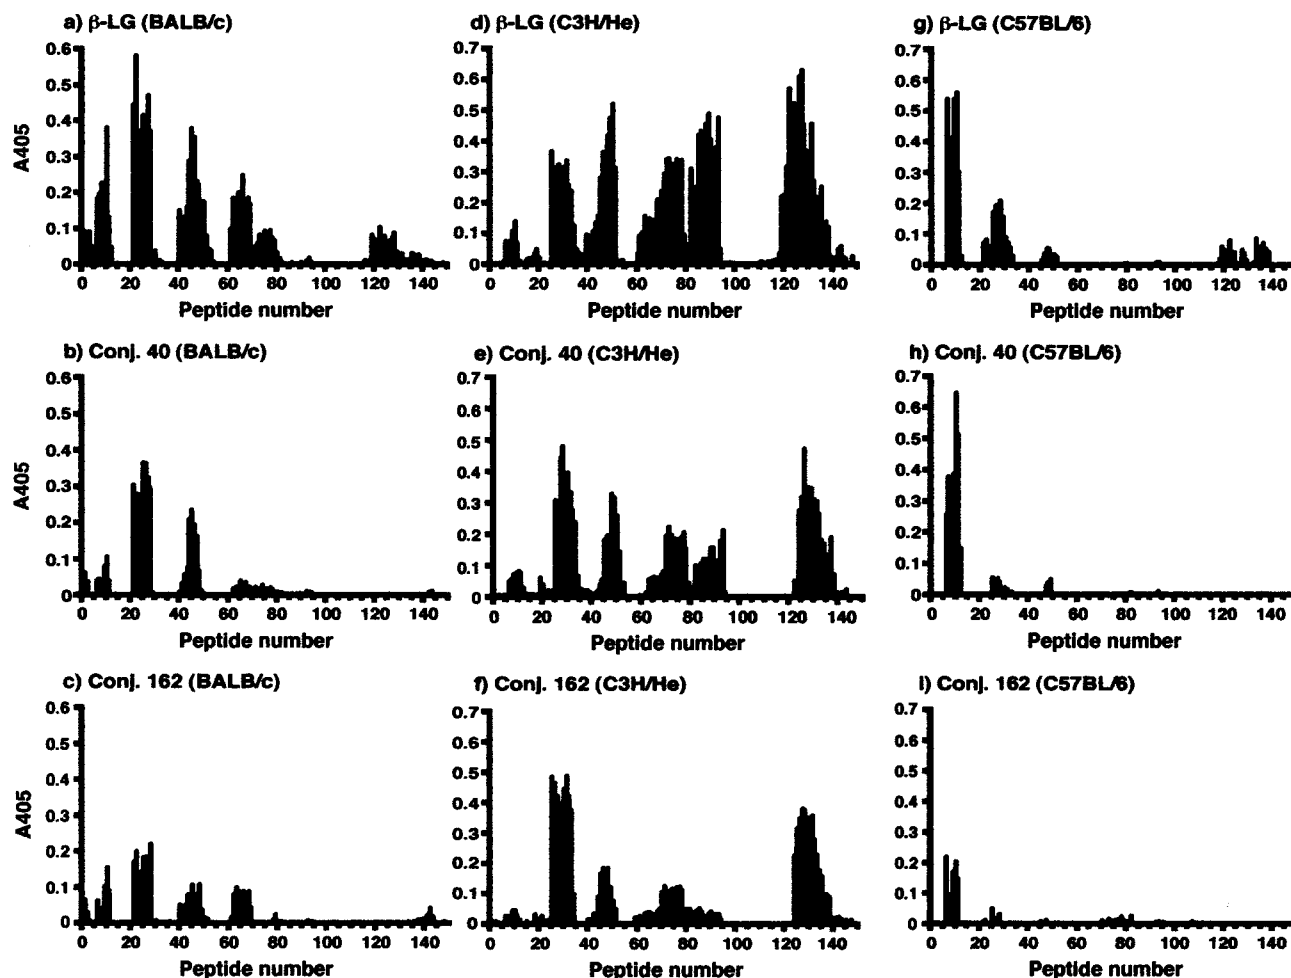 a) β-LG (BALB/c)
0.6
0.5
0.4
0.3
0.2
0.1
0
A405
0 20 40 60 80 100 120 140
Peptide number
d) β-LG (C3H/He)
0.7
0.6
0.5
0.4
0.3
0.2
0.1
0
0 20 40 60 80 100 120 140
Peptide number
g) β-LG (C57BL/6)
0.7
0.6
0.5
0.4
0.3
0.2
0.1
0
0 20 40 60 80 100 120 140
Peptide number
b) Conj. 40 (BALB/c)
0.6
0.5
0.4
0.3
0.2
0.1
0
A405
0 20 40 60 80 100 120 140
Peptide number
e) Conj. 40 (C3H/He)
0.7
0.6
0.5
0.4
0.3
0.2
0.1
0
0 20 40 60 80 100 120 140
Peptide number
h) Conj. 40 (C57BL/6)
0.7
0.6
0.5
0.4
0.3
0.2
0.1
0
0 20 40 60 80 100 120 140
Peptide number
c) Conj. 162 (BALB/c)
0.6
0.5
0.4
0.3
0.2
0.1
0
A405
0 20 40 60 80 100 120 140
Peptide number
f) Conj. 162 (C3H/He)
0.7
0.6
0.5
0.4
0.3
0.2
0.1
0
0 20 40 60 80 100 120 140
Peptide number
i) Conj. 162 (C57BL/6)
0.7
0.6
0.5
0.4
0.3
0.2
0.1
0
0 20 40 60 80 100 120 140
Peptide number